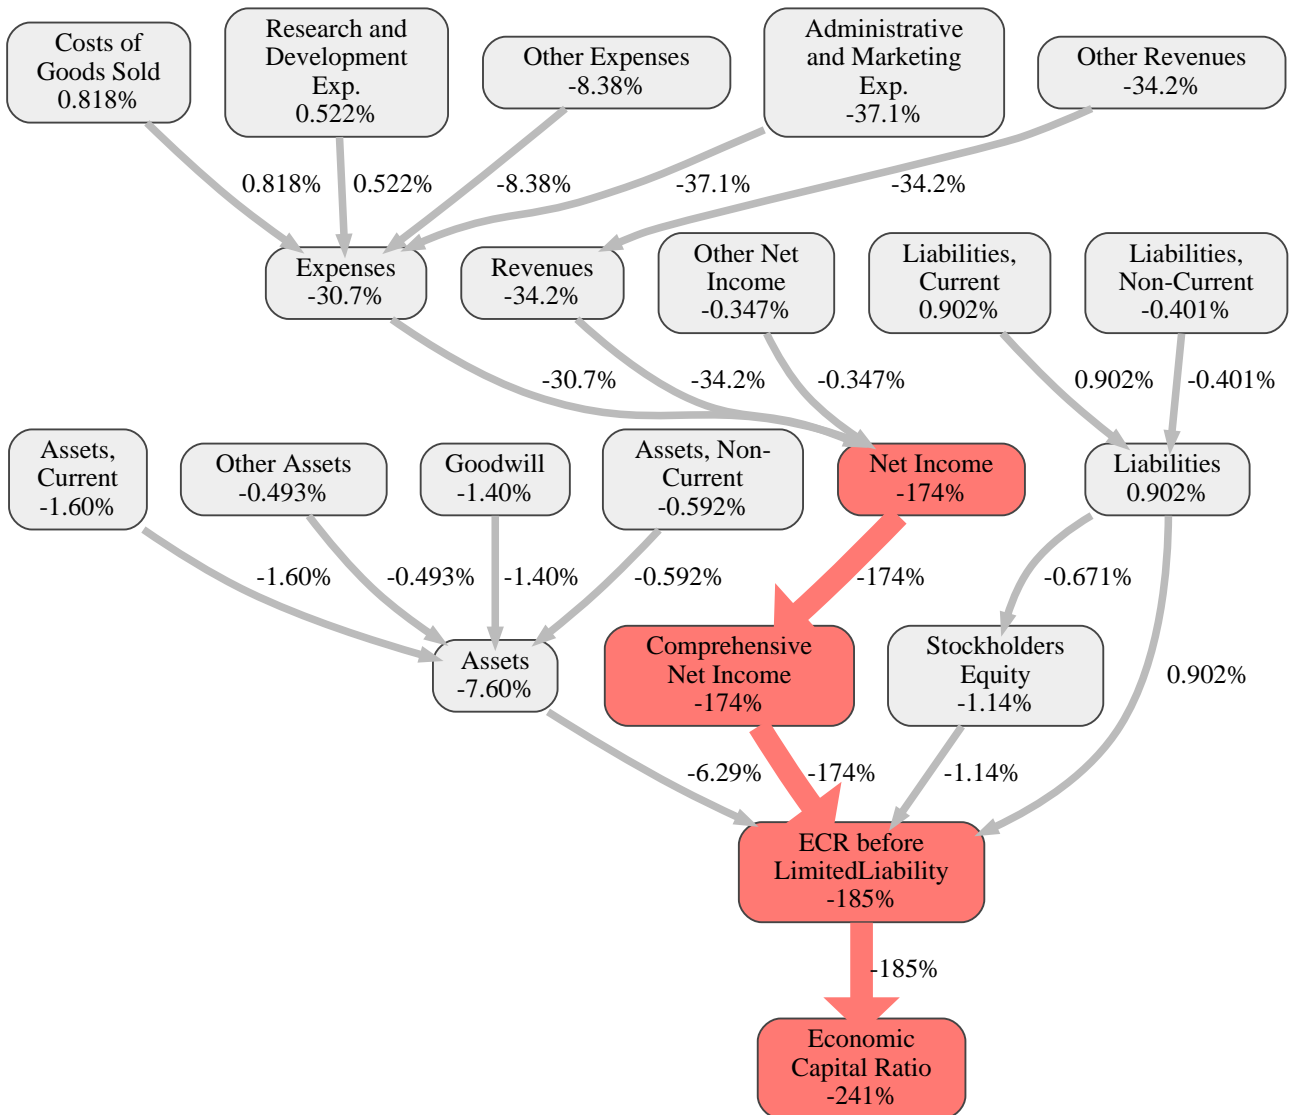 Costs of
Goods Sold
0.818%
Research and
Development
Exp.
0.522%
Other Expenses
-8.38%
Administrative
and Marketing
Exp.
-37.1%
Other Revenues
-34.2%
0.818%
0.522%
-8.38%
-37.1%
-34.2%
Expenses
-30.7%
Revenues
-34.2%
Other Net
Income
-0.347%
Liabilities,
Current
0.902%
Liabilities,
Non-Current
-0.401%
-30.7%
-34.2%
-0.347%
0.902%
-0.401%
Assets,
Current
-1.60%
Other Assets
-0.493%
Goodwill
-1.40%
Assets, Non-
Current
-0.592%
Net Income
-174%
Liabilities
0.902%
-1.60%
-0.493%
-1.40%
-0.592%
-174%
-0.671%
0.902%
Assets
-7.60%
Comprehensive
Net Income
-174%
Stockholders
Equity
-1.14%
-6.29%
-174%
-1.14%
ECR before
LimitedLiability
-185%
-185%
Economic
Capital Ratio
-241%